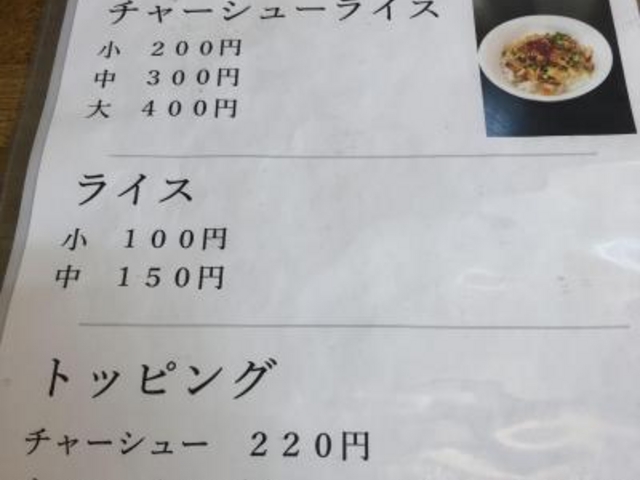 チャーシューライス
小　２００円
中　３００円
大　４００円
ライス
小　１００円
中　１５０円
トッピング
チャーシュー　２２０円